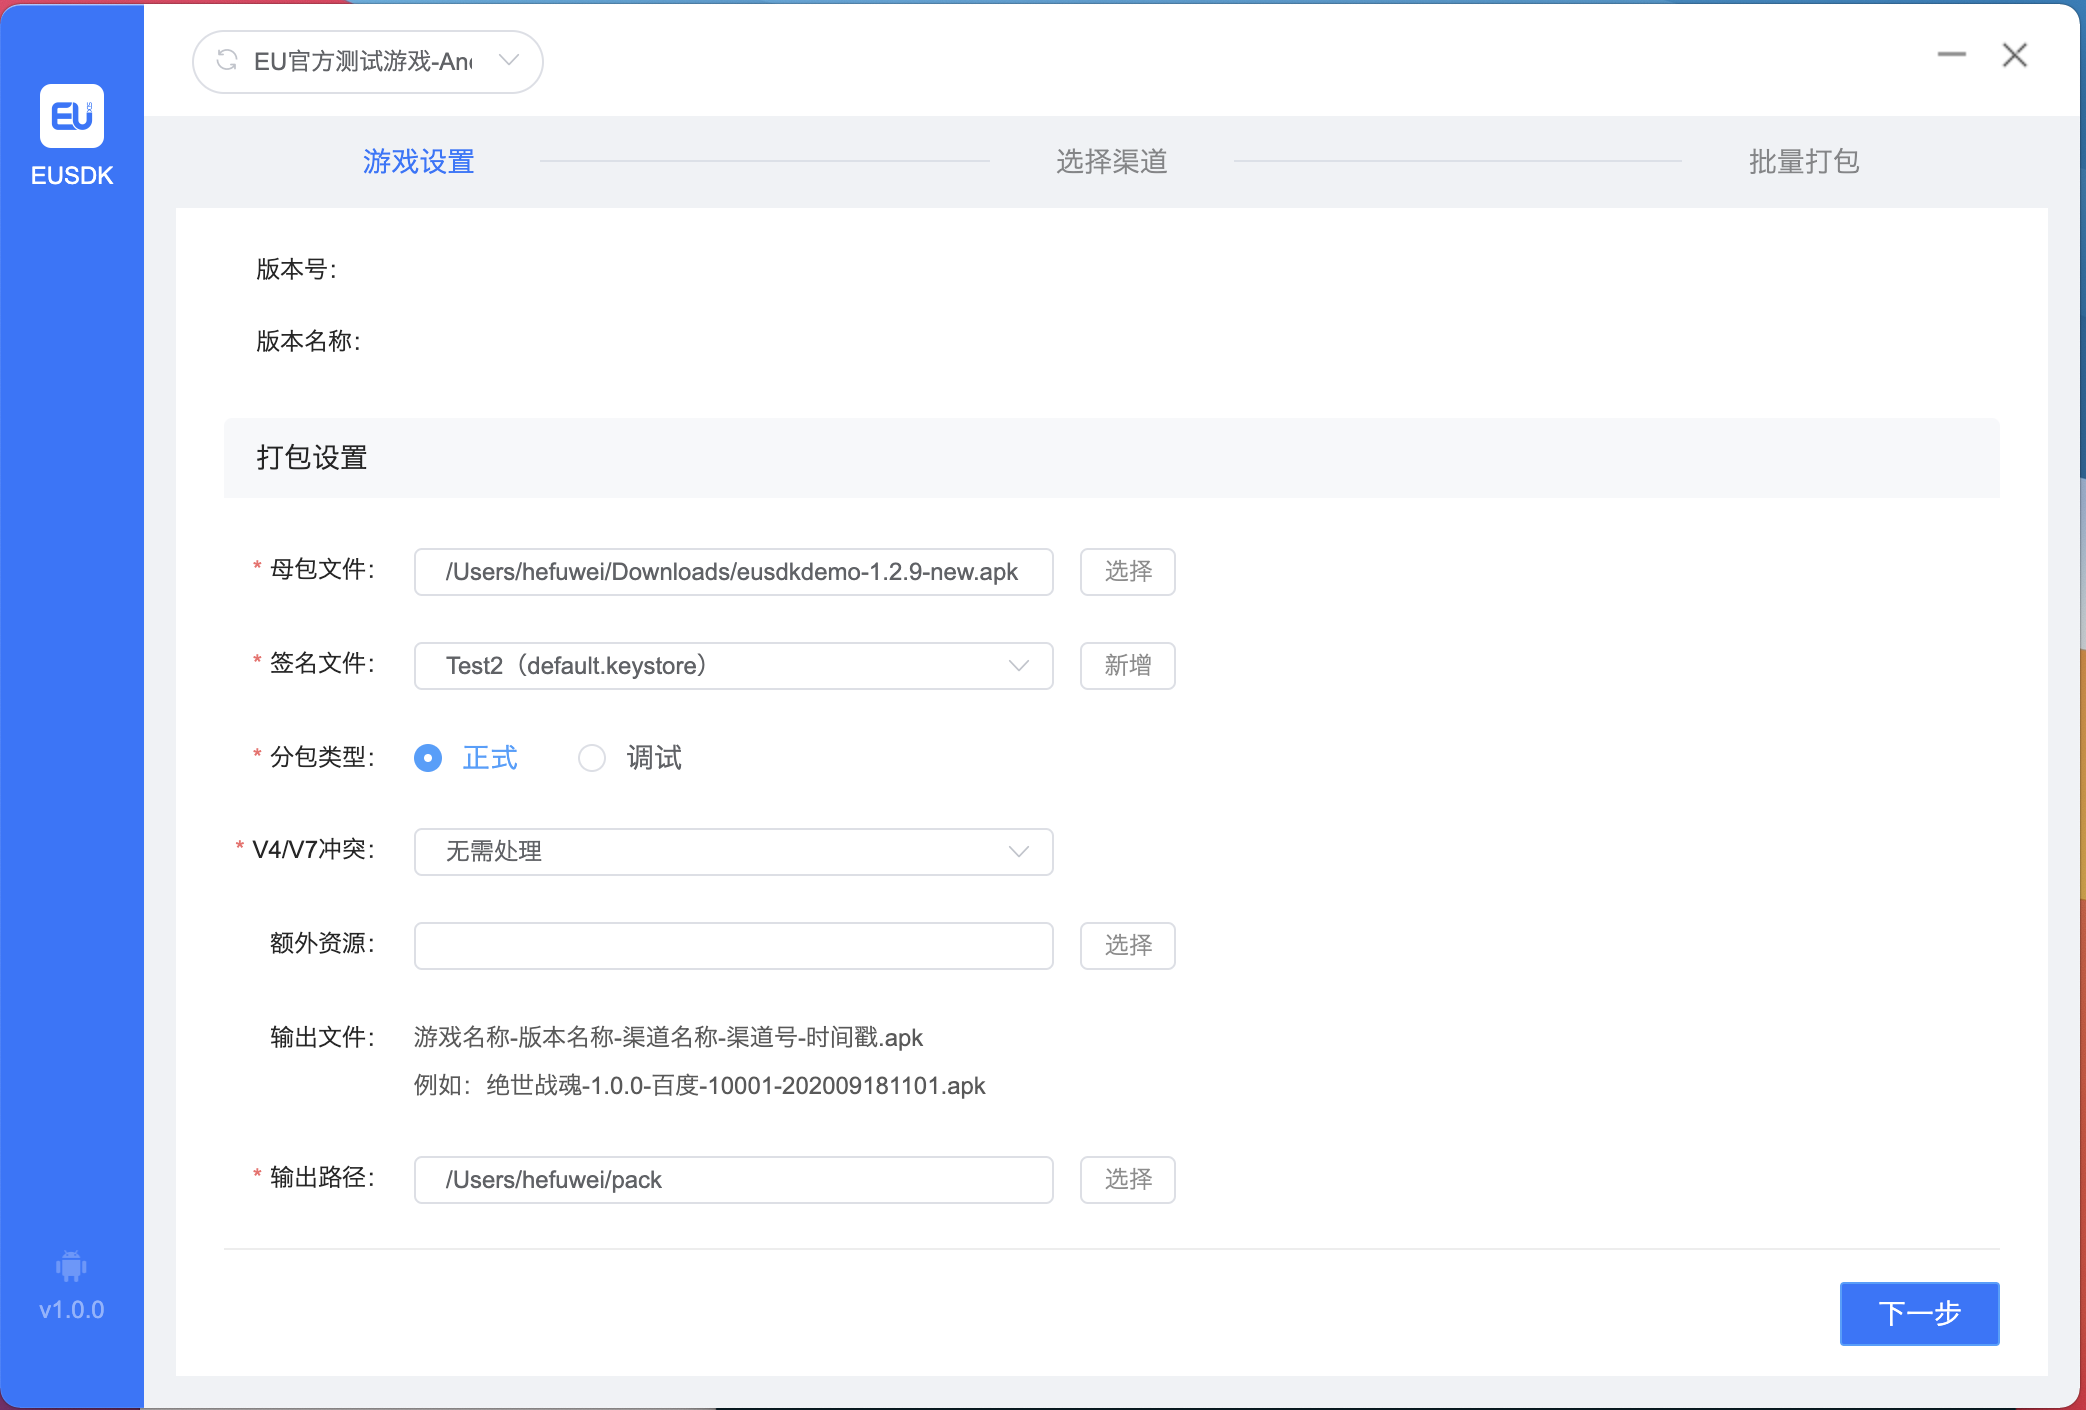 EU官方测试游戏-An
EU
EUSDK
游戏设置
选择渠道
批量打包
版本号:
版本名称:
打包设置
* 母包文件:
/Users/hefuwei/Downloads/eusdkdemo-1.2.9-new.apk
选择
* 签名文件:
Test2（default.keystore）
新增
* 分包类型:
正式
调试
* V4/V7冲突:
无需处理
额外资源:
选择
输出文件:
游戏名称-版本名称-渠道名称-渠道号-时间戳.apk
例如：绝世战魂-1.0.0-百度-10001-202009181101.apk
* 输出路径:
/Users/hefuwei/pack
选择
v1.0.0
下一步